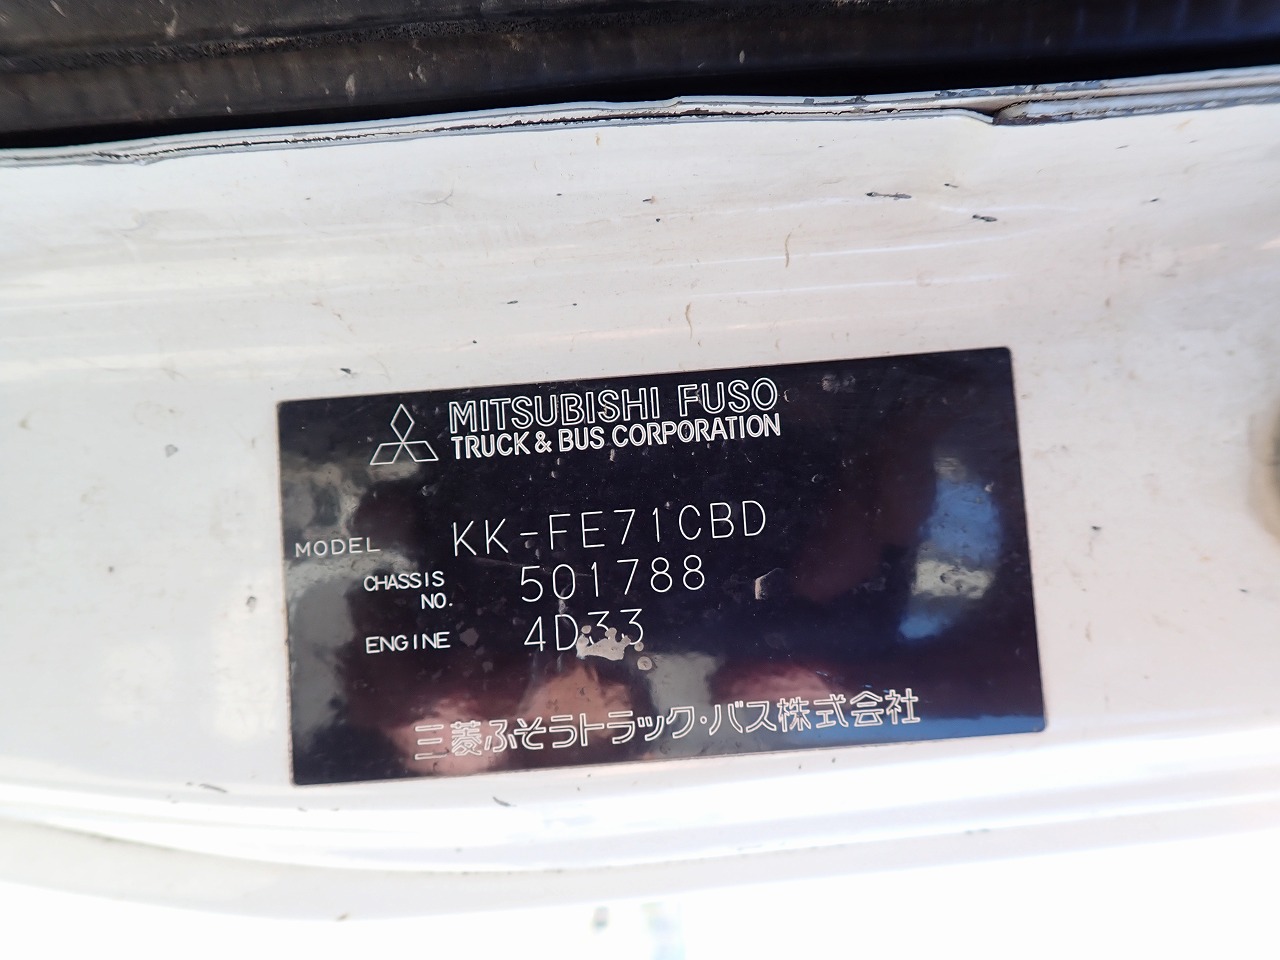 MITSUBISHI FUSO
TRUCK & BUS CORPORATION
MODEL KK-FE71CBD
CHASSIS NO. 501788
ENGINE 4D33
三菱ふそうトラック・バス株式会社